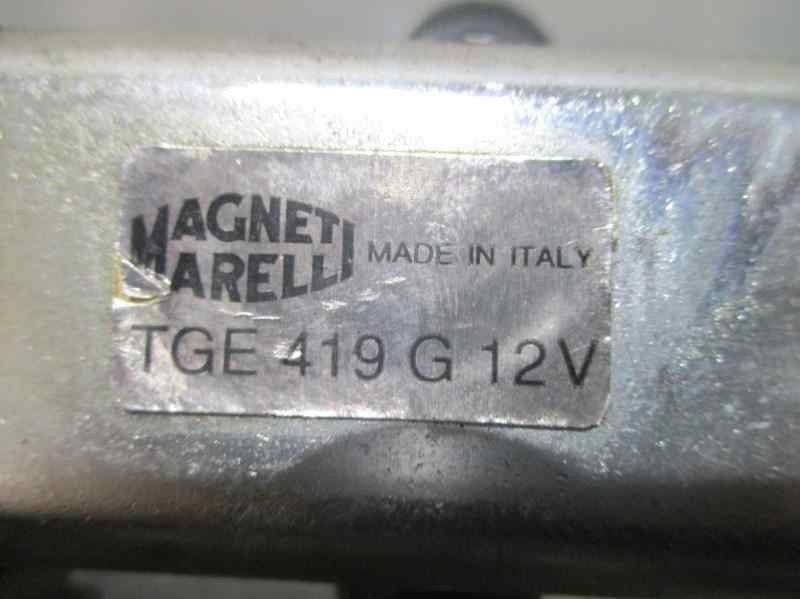 MAGNETI
MARELLI
MADE IN ITALY
TGE 419 G 12V